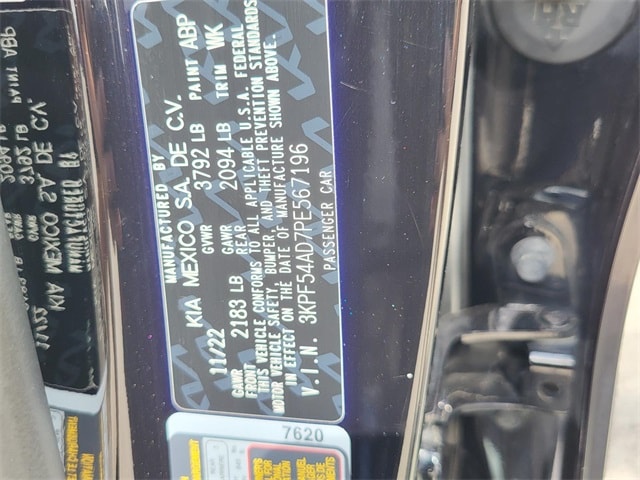 MANUFACTURED BY
KIA MEXICO S.A. DE C.V.
11/22 GVWR 3792 LB PAINT ABP
GAWR FRONT 2183 LB GAWR REAR 2094 LB TRIM WK
THIS VEHICLE CONFORMS TO ALL APPLICABLE U.S.A. FEDERAL
MOTOR VEHICLE SAFETY, BUMPER, AND THEFT PREVENTION STANDARDS
IN EFFECT ON THE DATE OF MANUFACTURE SHOWN ABOVE.
V.I.N. 3KPF54AD7PE567196
PASSENGER CAR
7620